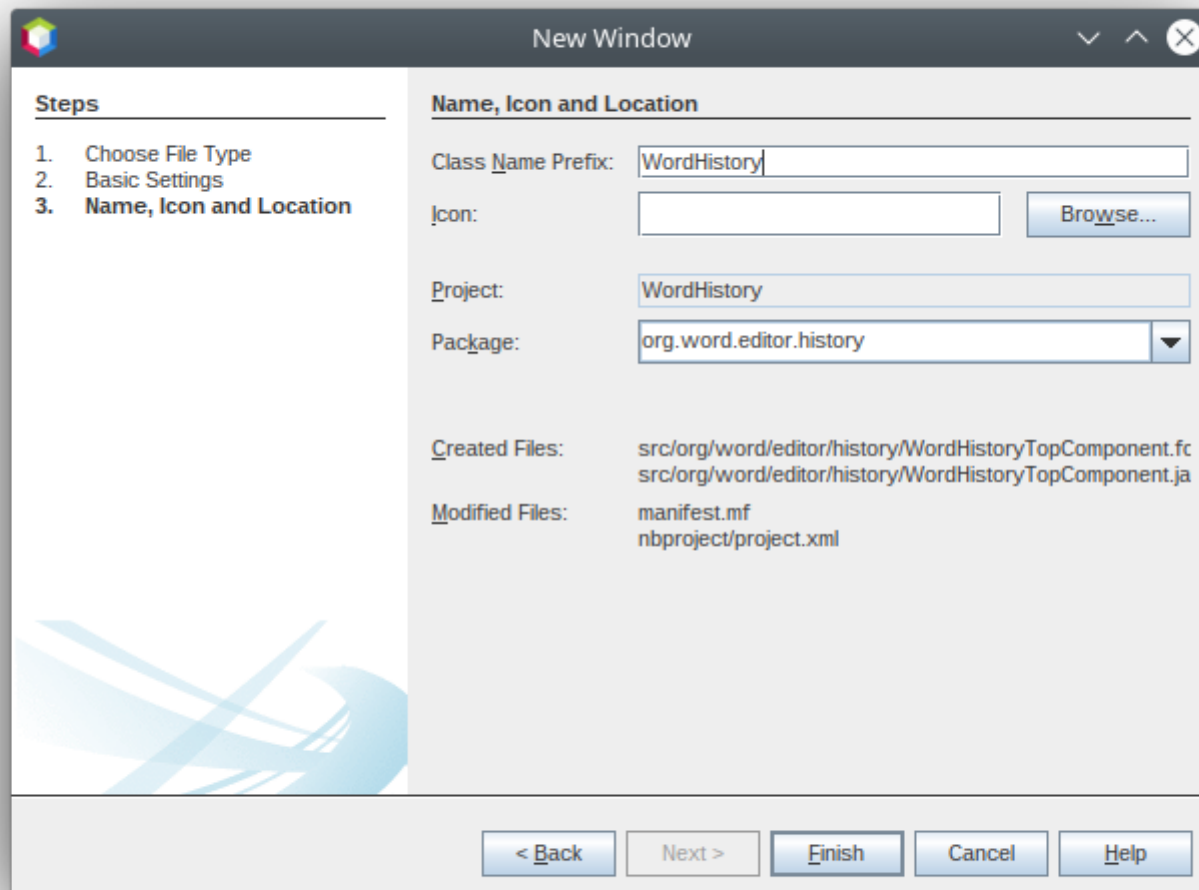 New Window
Steps
1. Choose File Type
2. Basic Settings
3. Name, Icon and Location
Name, Icon and Location
Class Name Prefix: WordHistory
Icon: Browse...
Project: WordHistory
Package: org.word.editor.history
Created Files: src/org/word/editor/history/WordHistoryTopComponent.fo
src/org/word/editor/history/WordHistoryTopComponent.ja
Modified Files: manifest.mf
nbproject/project.xml
< Back Next > Finish Cancel Help